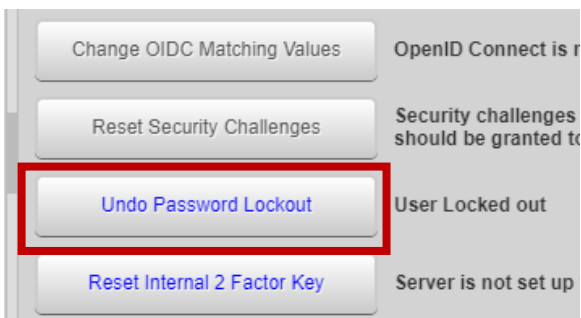 Change OIDC Matching Values
OpenID Connect is
Reset Security Challenges
Security challenges
should be granted
Undo Password Lockout
User Locked out
Reset Internal 2 Factor Key
Server is not set up